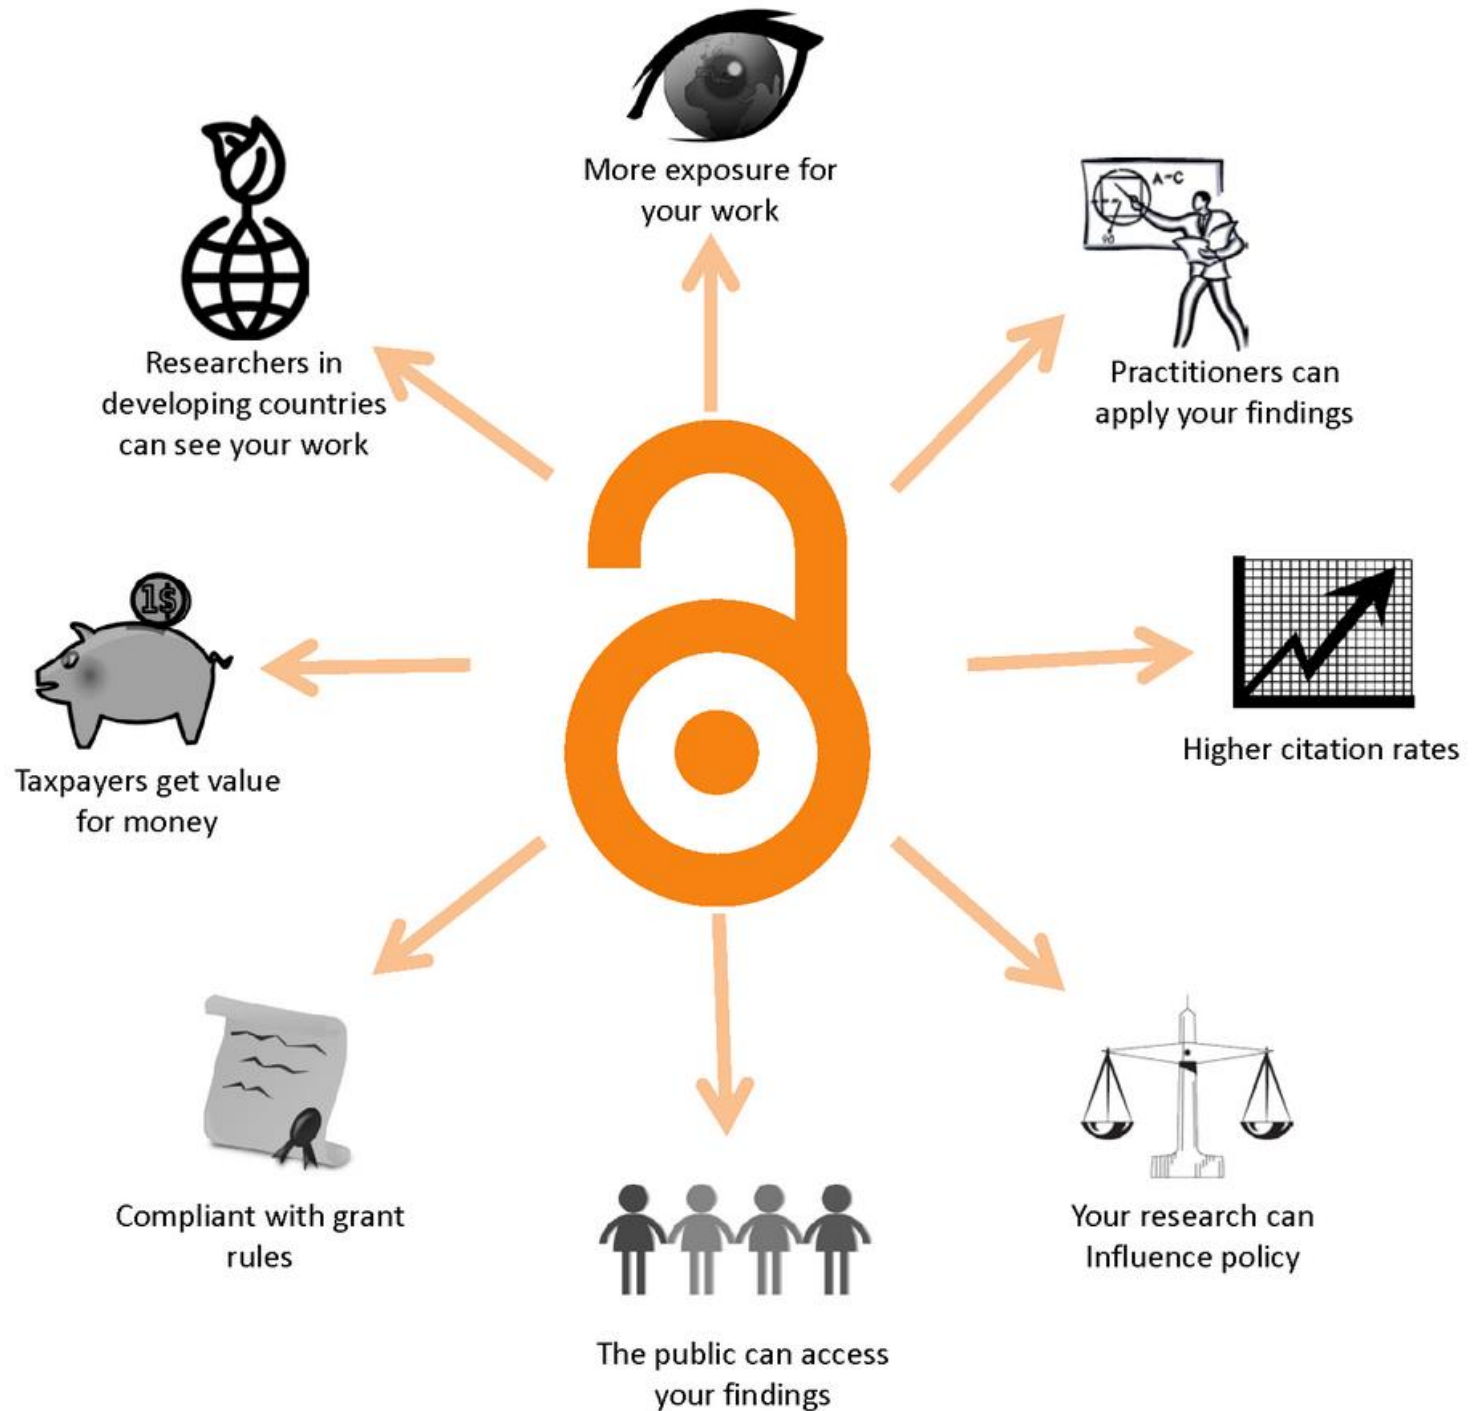 More exposure for
your work
A-C
90
Practitioners can
apply your findings
Higher citation rates
Your research can
Influence policy
The public can access
your findings
Compliant with grant
rules
1$
Taxpayers get value
for money
Researchers in
developing countries
can see your work